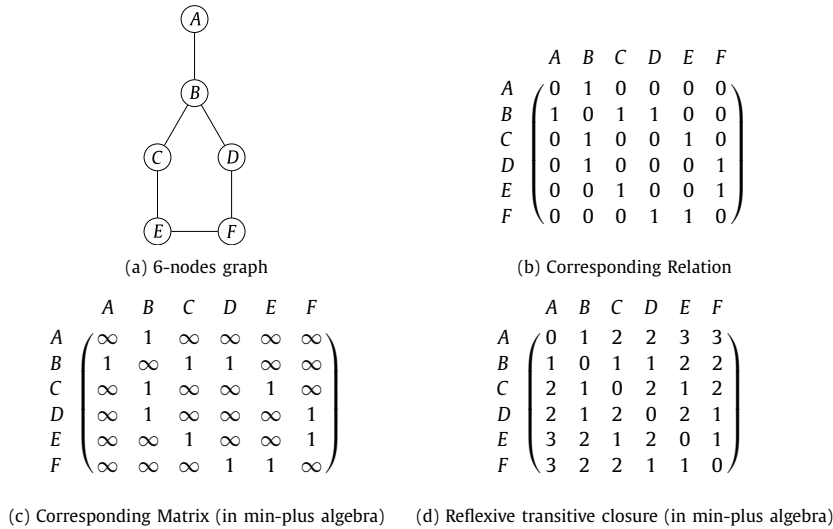 A
B
C D
E F
(a) 6-nodes graph
A B C D E F
A 0 1 0 0 0 0
B 1 0 1 1 0 0
C 0 1 0 0 1 0
D 0 1 0 0 0 1
E 0 0 1 0 0 1
F 0 0 0 1 1 0
(b) Corresponding Relation
A B C D E F
A ∞ 1 ∞ ∞ ∞ ∞
B 1 ∞ 1 1 ∞ ∞
C ∞ 1 ∞ ∞ 1 ∞
D ∞ 1 ∞ ∞ ∞ 1
E ∞ ∞ 1 ∞ ∞ 1
F ∞ ∞ ∞ 1 1 ∞
(c) Corresponding Matrix (in min-plus algebra)
A B C D E F
A 0 1 2 2 3 3
B 1 0 1 1 2 2
C 2 1 0 2 1 2
D 2 1 2 0 2 1
E 3 2 1 2 0 1
F 3 2 2 1 1 0
(d) Reflexive transitive closure (in min-plus algebra)